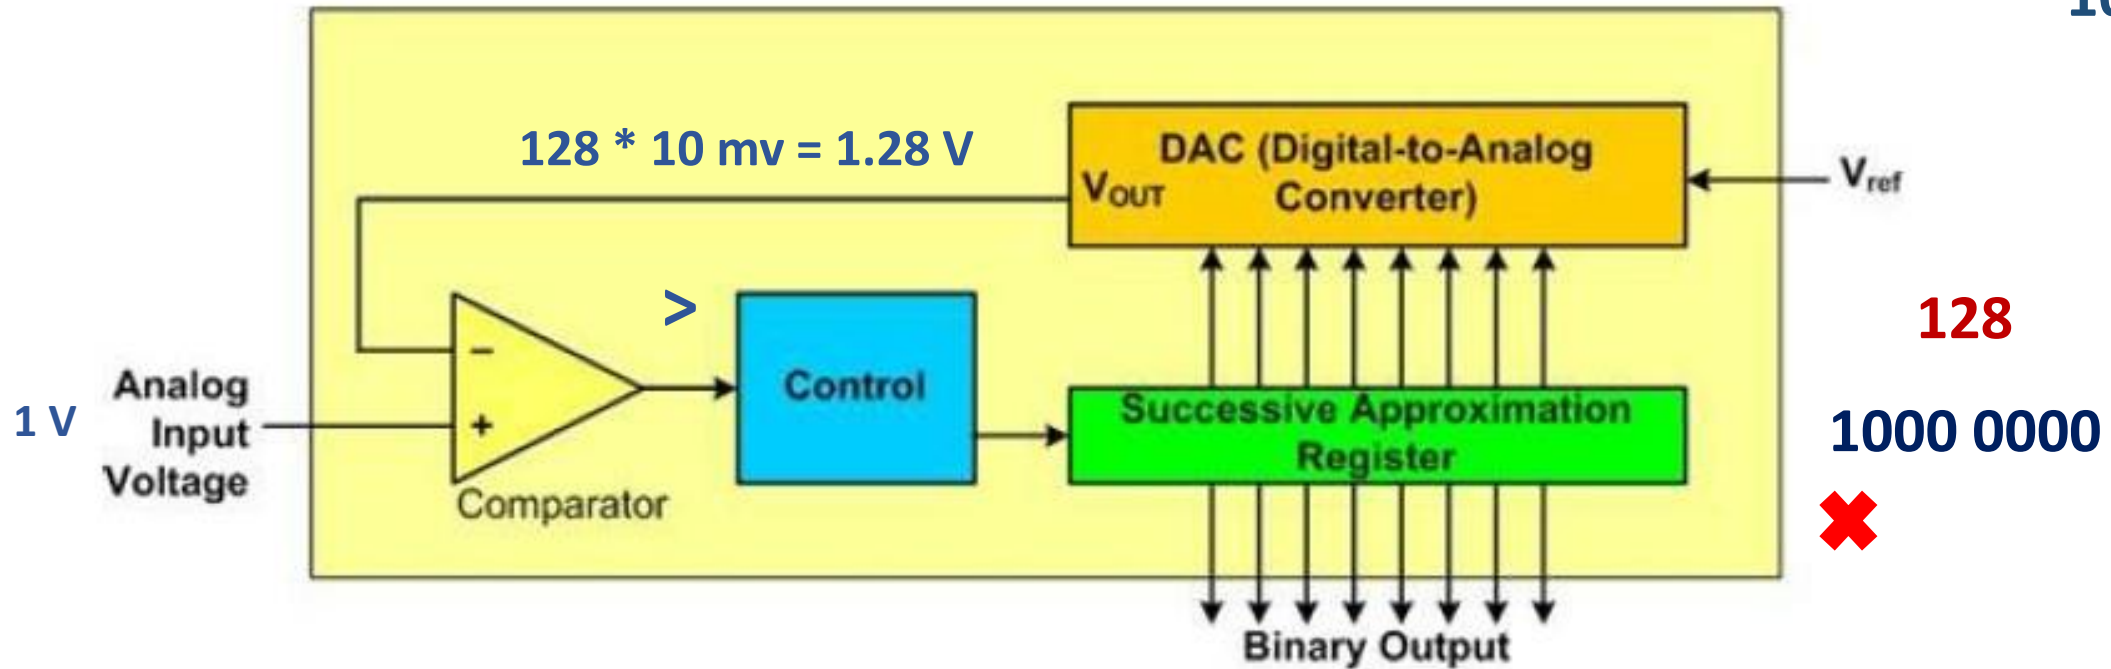 128 * 10 mv = 1.28 V
DAC (Digital-to-Analog
Converter)
VOUT
Vref
>
128
Control
Analog
Input
Voltage
1 V
−
+
Comparator
Successive Approximation
Register
1000 0000
Binary Output